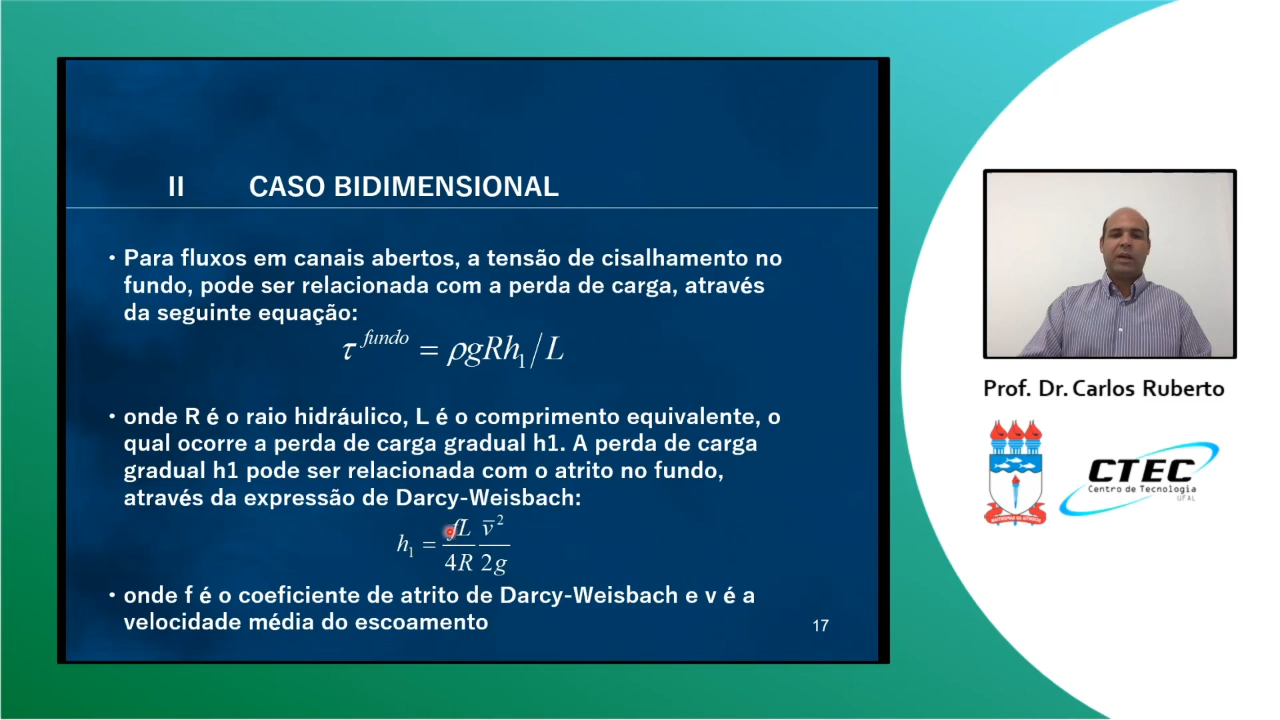 II CASO BIDIMENSIONAL
• Para fluxos em canais abertos, a tensão de cisalhamento no
fundo, pode ser relacionada com a perda de carga, através
da seguinte equação:
τ^fundo = ρgRh₁/L
• onde R é o raio hidráulico, L é o comprimento equivalente, o
qual ocorre a perda de carga gradual h1. A perda de carga
gradual h1 pode ser relacionada com o atrito no fundo,
através da expressão de Darcy-Weisbach:
h₁ = fL/4R v̅²/2g
• onde f é o coeficiente de atrito de Darcy-Weisbach e v é a
velocidade média do escoamento
17
Prof. Dr. Carlos Ruberto
CTEC
Centro de Tecnologia
UFAL